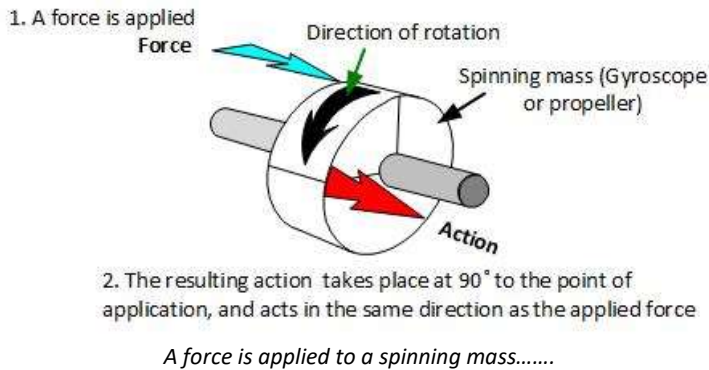 1. A force is applied
Force
Direction of rotation
Spinning mass (Gyroscope
or propeller)
Action
2. The resulting action takes place at 90° to the point of
application, and acts in the same direction as the applied force
A force is applied to a spinning mass…….